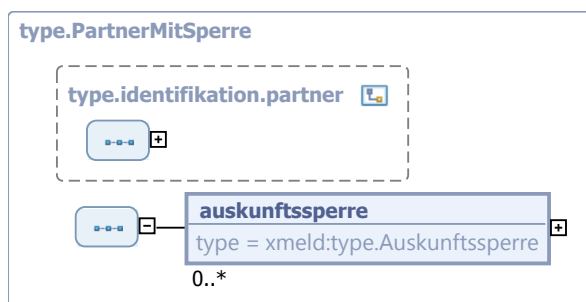 type.PartnerMitSperre
type.identifikation.partner
auskunftssperre
type = xmeld:type.Auskunftssperre
0..*